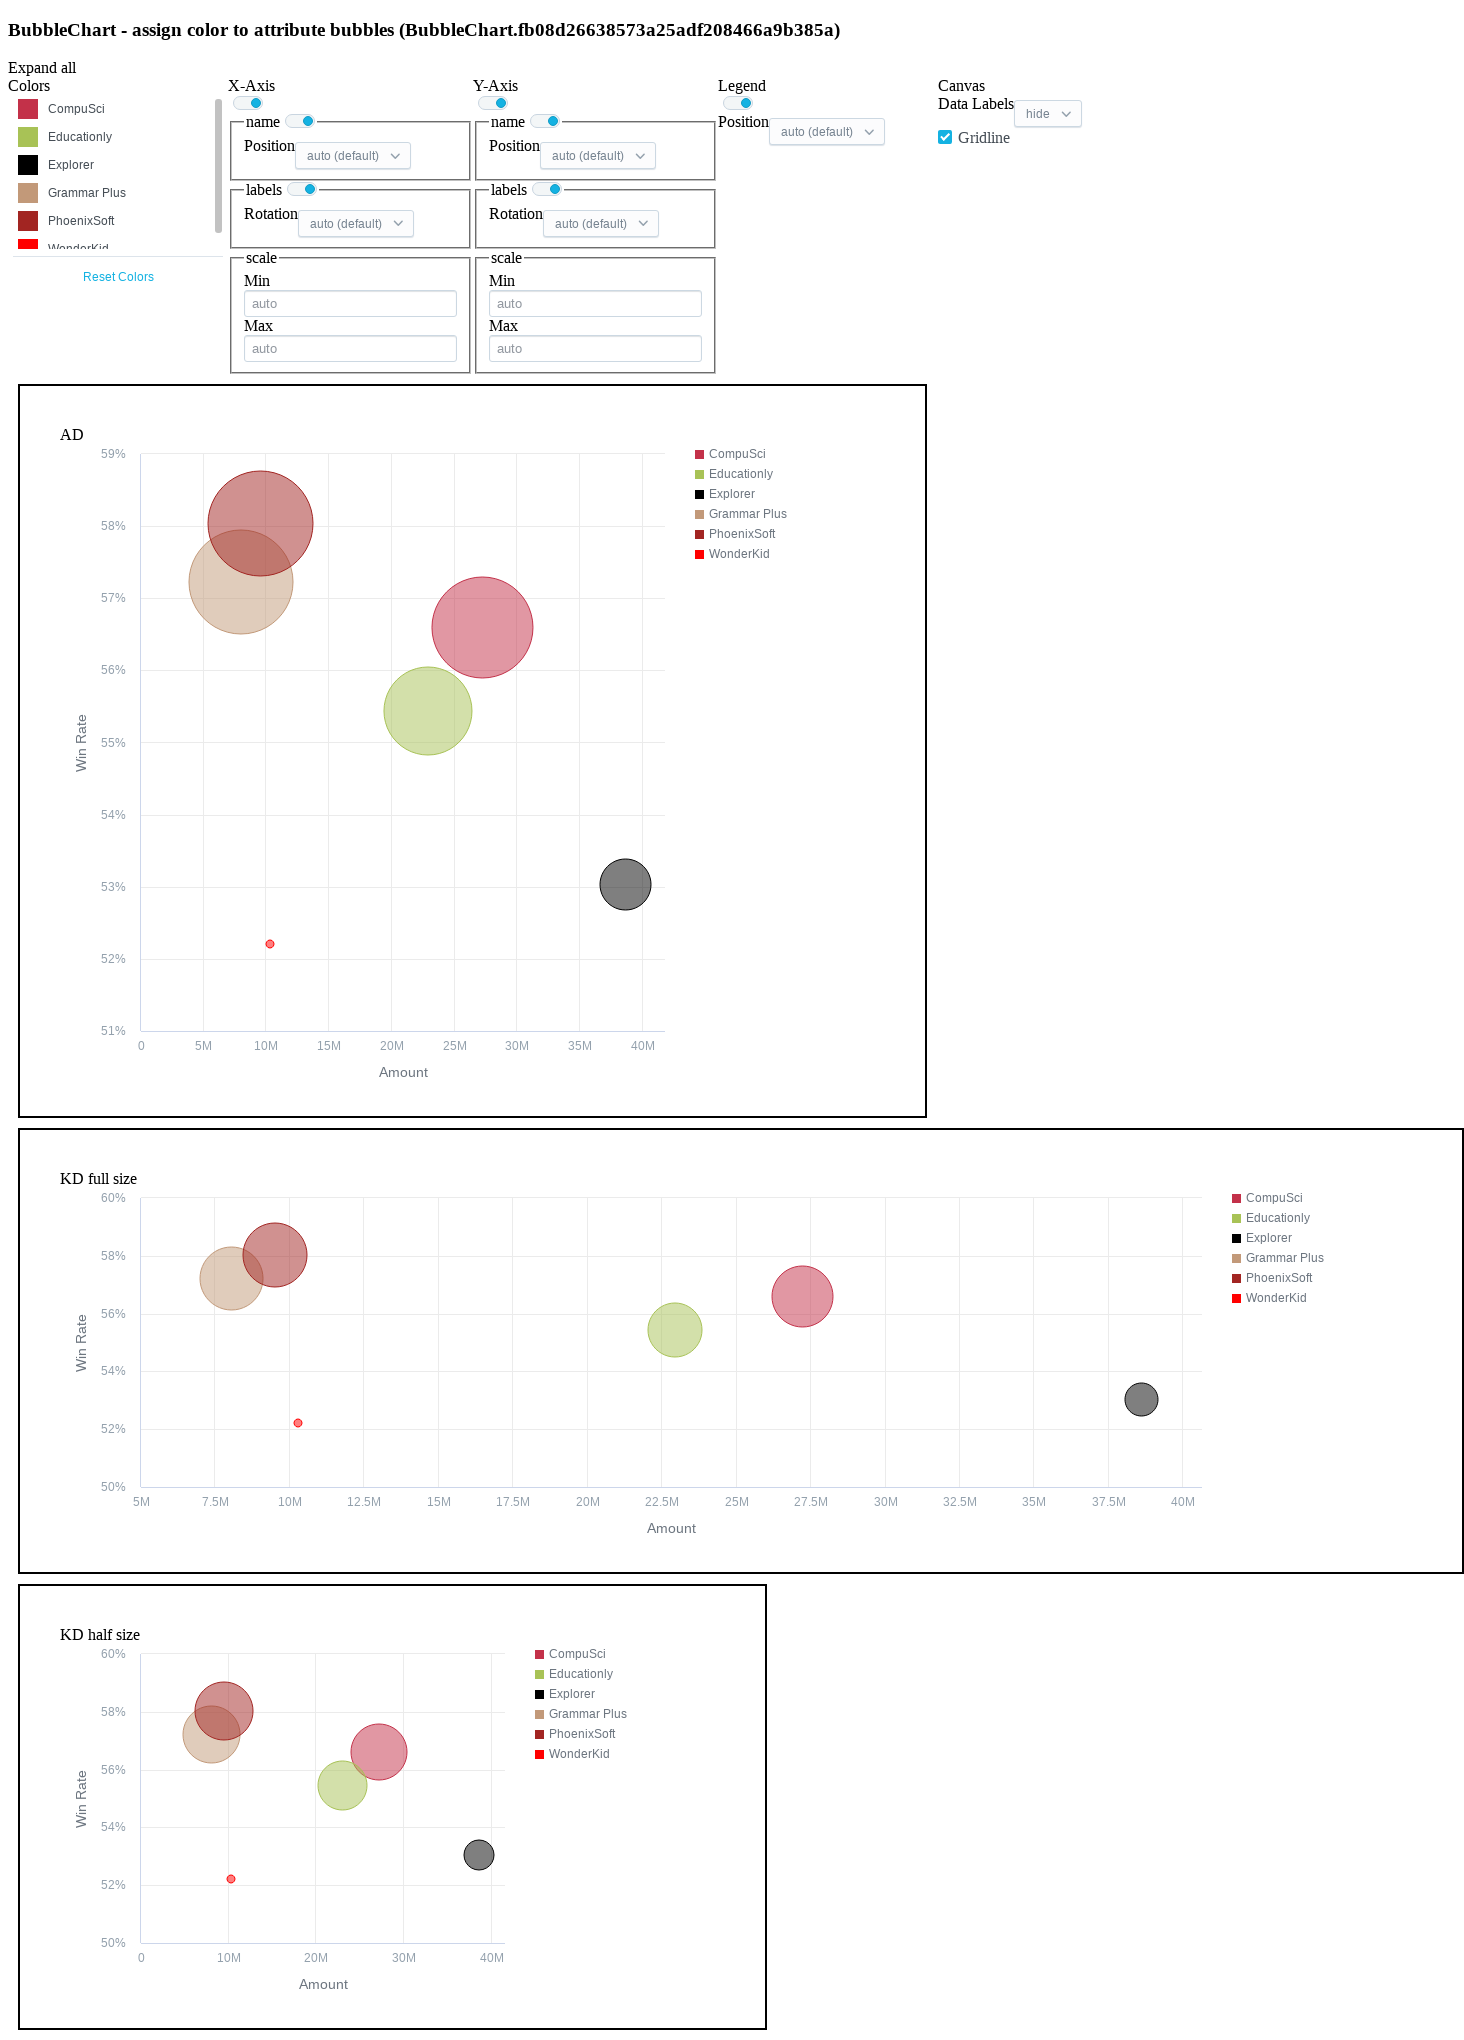 BubbleChart - assign color to attribute bubbles (BubbleChart.fb08d26638573a25adf208466a9b385a)
Expand all
Colors
CompuSci
Educationly
Explorer
Grammar Plus
PhoenixSoft
WonderKid
Reset Colors
X-Axis
name
Position auto (default)
labels
Rotation auto (default)
scale
Min
auto
Max
auto
Y-Axis
name
Position auto (default)
labels
Rotation auto (default)
scale
Min
auto
Max
auto
Legend
Position auto (default)
Canvas
Data Labels hide
Gridline
AD
59%
58%
57%
56%
55%
54%
53%
52%
51%
Win Rate
0 5M 10M 15M 20M 25M 30M 35M 40M
Amount
CompuSci
Educationly
Explorer
Grammar Plus
PhoenixSoft
WonderKid
KD full size
60%
58%
56%
54%
52%
50%
Win Rate
5M 7.5M 10M 12.5M 15M 17.5M 20M 22.5M 25M 27.5M 30M 32.5M 35M 37.5M 40M
Amount
CompuSci
Educationly
Explorer
Grammar Plus
PhoenixSoft
WonderKid
KD half size
60%
58%
56%
54%
52%
50%
Win Rate
0 10M 20M 30M 40M
Amount
CompuSci
Educationly
Explorer
Grammar Plus
PhoenixSoft
WonderKid